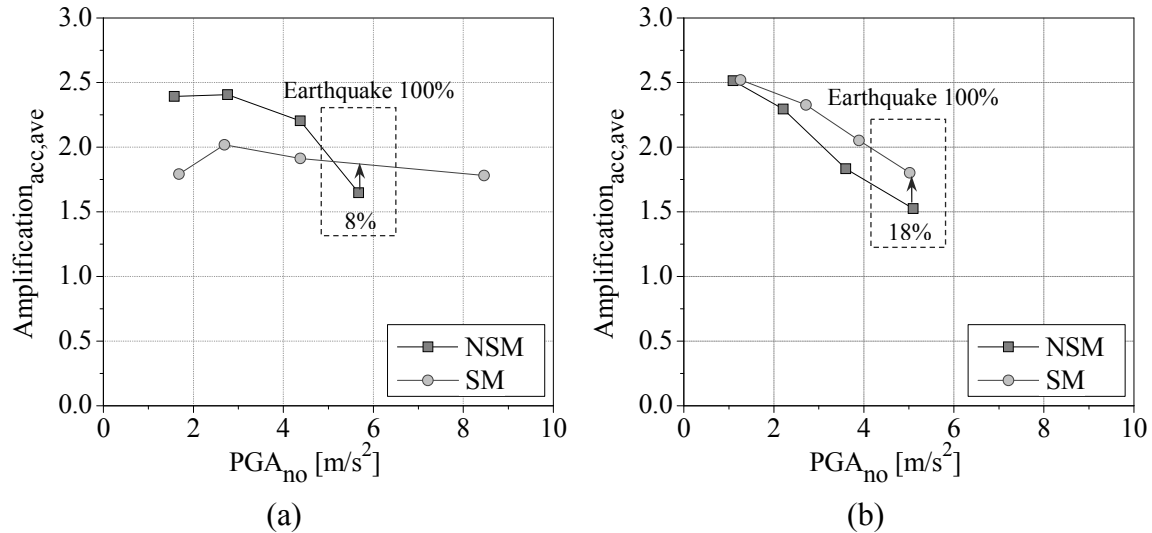 3.0
2.5
2.0
1.5
1.0
0.5
0.0
Amplification_acc,ave
Earthquake 100%
8%
NSM
SM
0 2 4 6 8 10
PGA_no [m/s²]
(a)
3.0
2.5
2.0
1.5
1.0
0.5
0.0
Amplification_acc,ave
Earthquake 100%
18%
NSM
SM
0 2 4 6 8 10
PGA_no [m/s²]
(b)